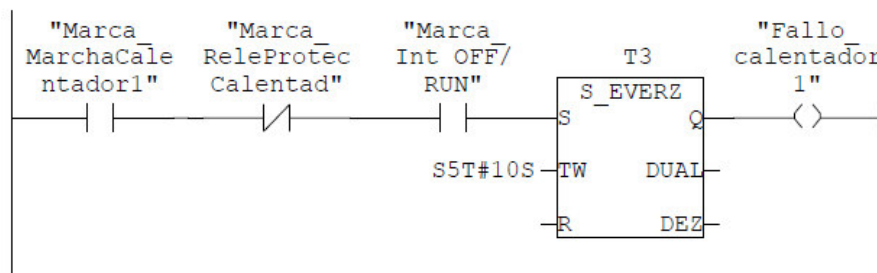 "Marca_ "Marca_ "Marca_ "Fallo_
MarchaCale ReleProtec Int OFF/ T3 calentador
ntador1" Calentad" RUN" 1"
S_EVERZ
S Q
S5T#10S TW DUAL
R DEZ